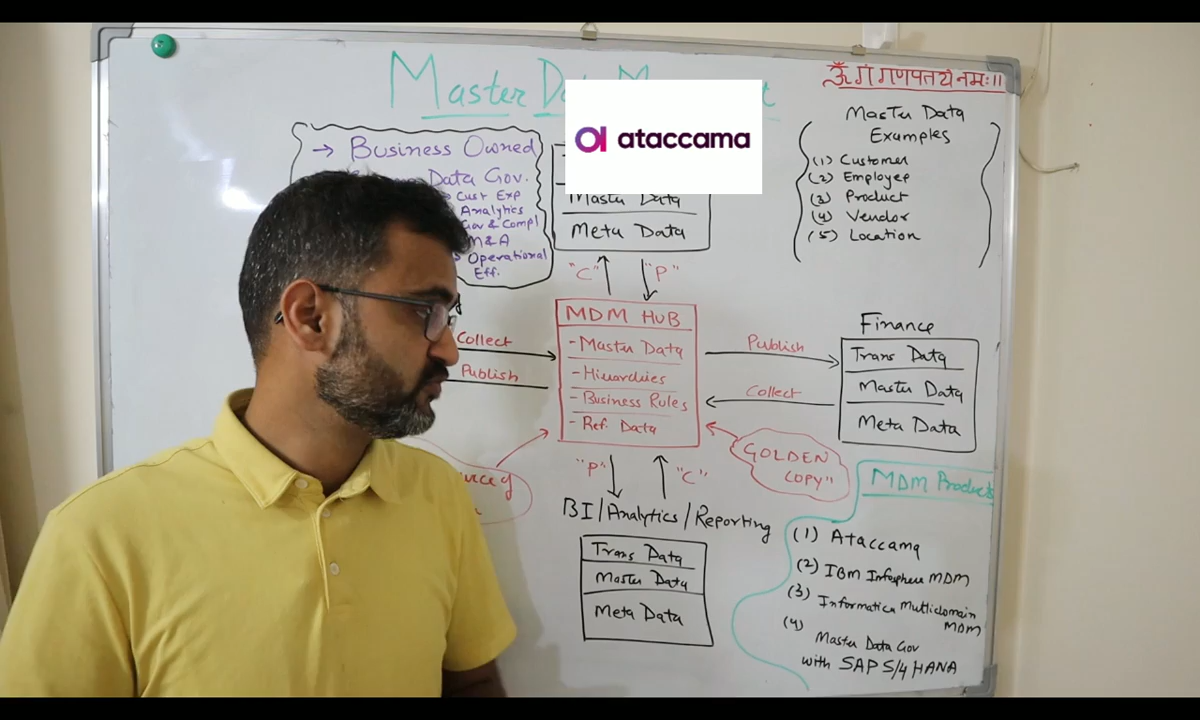 ॐ गं गणपतये नमः॥
Master Da
ataccama
→ Business Owned
Data Gov.
Cust Exp
Analytics
Gov & Compl
M&A
Operational
Eff.
Master Data
Meta Data
Master Data
Examples
(1) Customer
(2) Employee
(3) Product
(4) Vendor
(5) Location
"C"
"P"
Collect
Publish
MDM HUB
- Master Data
- Hierarchies
- Business Rules
- Ref. Data
Publish
Collect
Finance
Trans Data
Master Data
Meta Data
GOLDEN
COPY"
"P"
"C"
BI/Analytics/Reporting
Trans Data
Master Data
Meta Data
MDM Products
(1) Ataccama
(2) IBM Infosphere MDM
(3) Informatica Multidomain
MDM
(4)
Master Data Gov
with SAP S/4 HANA